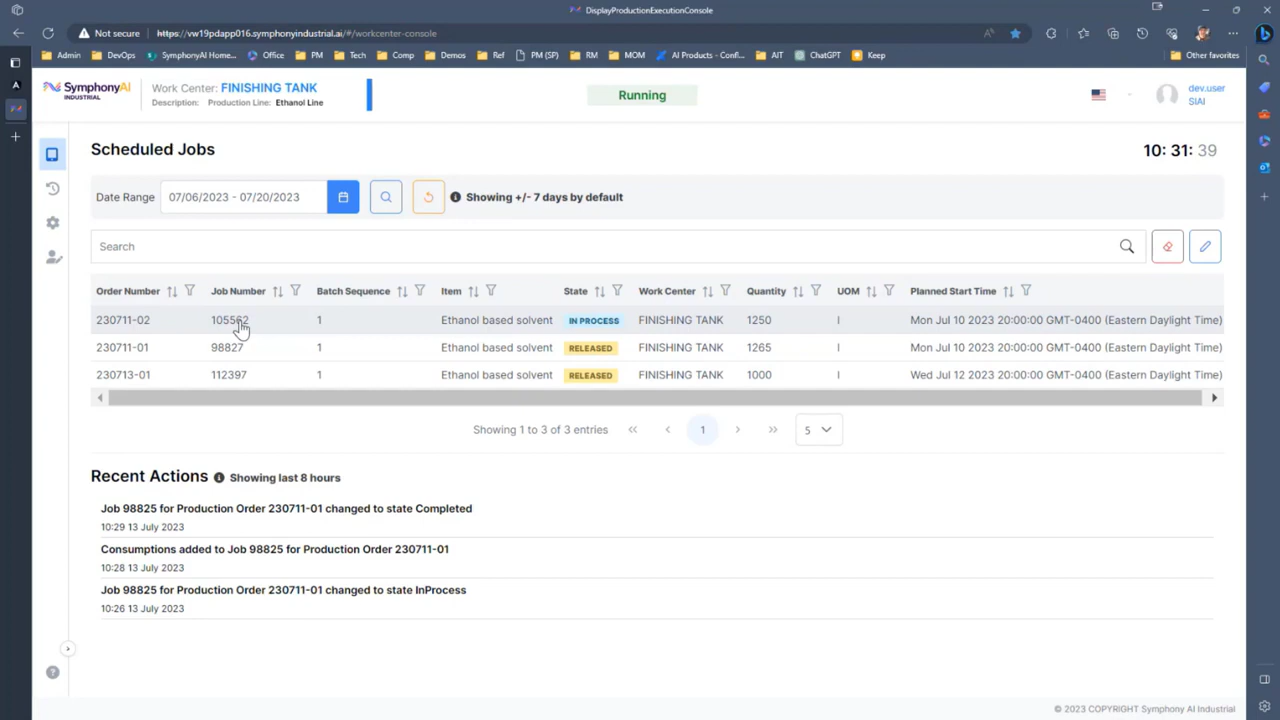 DisplayProductionExecutionConsole
Not secure https://vw19pdapp016.symphonyindustrial.ai/#/workcenter-console
Admin DevOps SymphonyAI Home... Office PM Tech Comp Demos Ref PM (SP) RM MOM AI Products - Confi... AIT ChatGPT Keep Other favorites
SymphonyAI INDUSTRIAL
Work Center: FINISHING TANK
Description: Production Line: Ethanol Line
Running
dev.user
SIAI
Scheduled Jobs
10: 31: 39
Date Range 07/06/2023 - 07/20/2023 Showing +/- 7 days by default
Search
Order Number Job Number Batch Sequence Item State Work Center Quantity UOM Planned Start Time
230711-02 105562 1 Ethanol based solvent IN PROCESS FINISHING TANK 1250 l Mon Jul 10 2023 20:00:00 GMT-0400 (Eastern Daylight Time)
230711-01 98827 1 Ethanol based solvent RELEASED FINISHING TANK 1265 l Mon Jul 10 2023 20:00:00 GMT-0400 (Eastern Daylight Time)
230713-01 112397 1 Ethanol based solvent RELEASED FINISHING TANK 1000 l Wed Jul 12 2023 20:00:00 GMT-0400 (Eastern Daylight Time)
Showing 1 to 3 of 3 entries 1 5
Recent Actions Showing last 8 hours
Job 98825 for Production Order 230711-01 changed to state Completed
10:29 13 July 2023
Consumptions added to Job 98825 for Production Order 230711-01
10:28 13 July 2023
Job 98825 for Production Order 230711-01 changed to state InProcess
10:26 13 July 2023
© 2023 COPYRIGHT Symphony AI Industrial